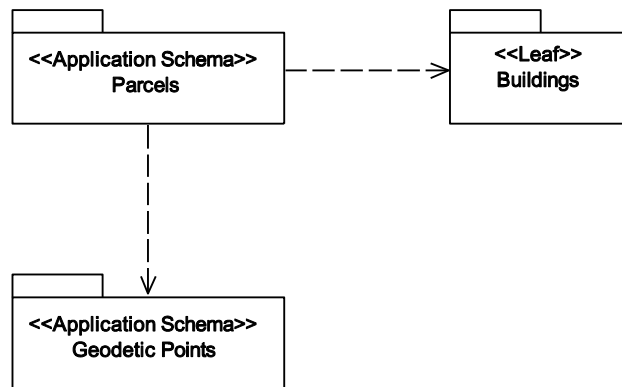 <<Application Schema>>
Parcels
<<Leaf>>
Buildings
<<Application Schema>>
Geodetic Points